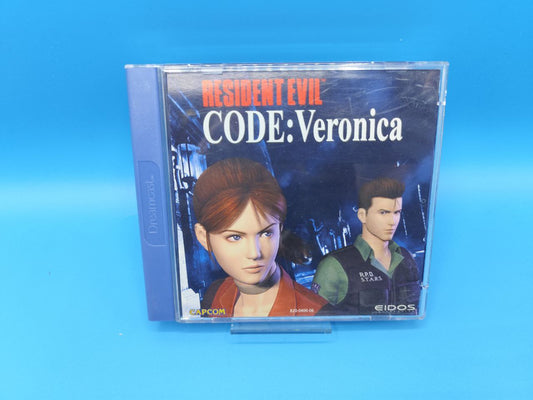 RESIDENT EVIL
CODE:Veronica
Dreamcast
R.P.D.
S.T.A.R.S.
CAPCOM
EIDOS